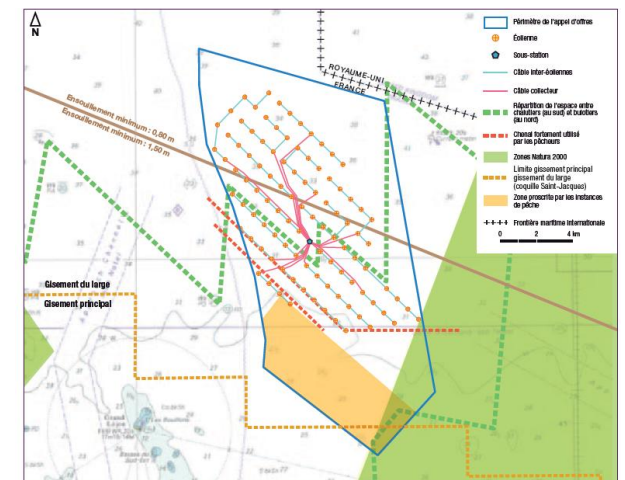 N
ROYAUME-UNI
FRANCE
Ensouillement minimum : 0,60 m
Ensouillement minimum : 1,50 m
Gisement du large
Gisement principal
Périmètre de l'appel d'offres
Éolienne
Sous-station
Câble inter-éoliennes
Câble collecteur
Répartition de l'espace entre
chalutiers (au sud) et bulotiers
(au nord)
Chenal fortement utilisé
par les pêcheurs
Zones Natura 2000
Limite gissement principal
gissement du large
(coquille Saint-Jacques)
Zone proscrite par les instances
de pêche
Frontière maritime internationale
0 2 4 km